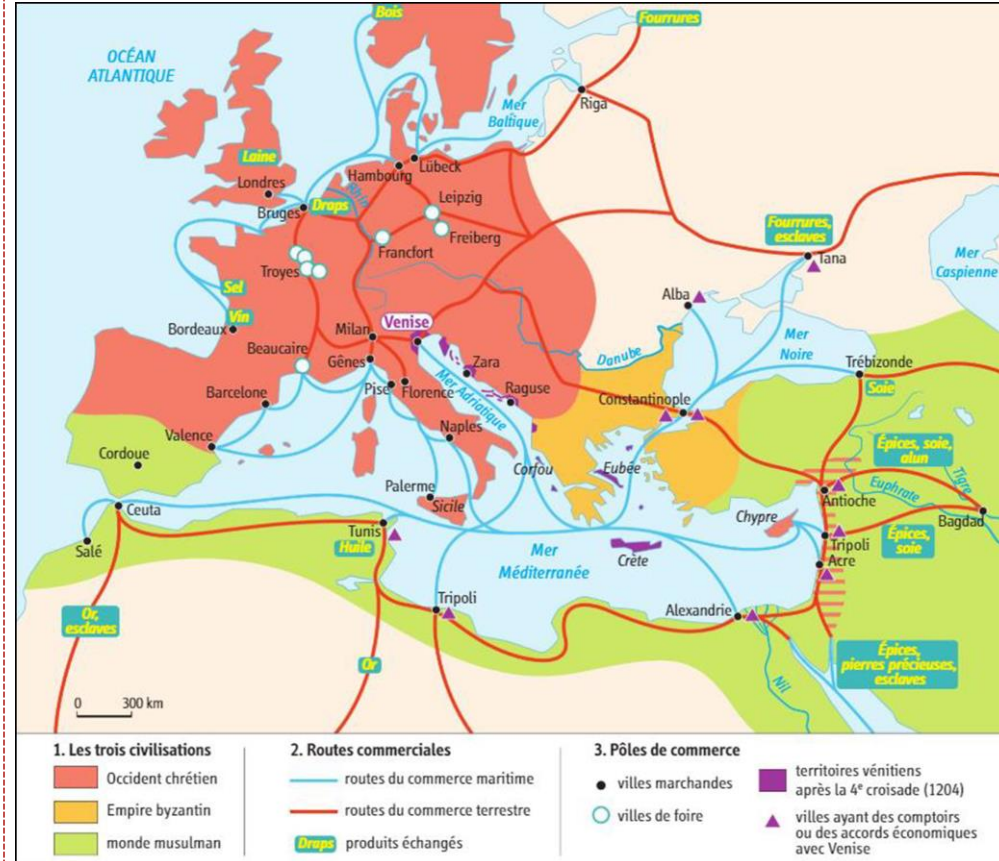 Bois
Fourrures
OCÉAN
ATLANTIQUE
Mer
Baltique
Riga
Laine
Londres
Hambourg
Lübeck
Bruges
Draps
Rhin
Leipzig
Freiberg
Francfort
Troyes
Fourrures,
esclaves
Tana
Mer
Caspienne
Sel
Vin
Bordeaux
Milan
Venise
Alba
Beaucaire
Gênes
Zara
Danube
Mer
Noire
Trébizonde
Soie
Barcelone
Pise
Florence
Mer Adriatique
Raguse
Constantinople
Valence
Naples
Cordoue
Corfou
Eubée
Épices, soie,
alun
Tigre
Euphrate
Antioche
Bagdad
Palerme
Sicile
Chypre
Ceuta
Tunis
Huile
Salé
Mer
Méditerranée
Crète
Tripoli
Acre
Épices,
soie
Tripoli
Alexandrie
Or,
esclaves
Or
Nil
Épices,
pierres précieuses,
esclaves
0 300 km
1. Les trois civilisations
Occident chrétien
Empire byzantin
monde musulman
2. Routes commerciales
routes du commerce maritime
routes du commerce terrestre
Draps produits échangés
3. Pôles de commerce
villes marchandes
villes de foire
territoires vénitiens
après la 4e croisade (1204)
villes ayant des comptoirs
ou des accords économiques
avec Venise